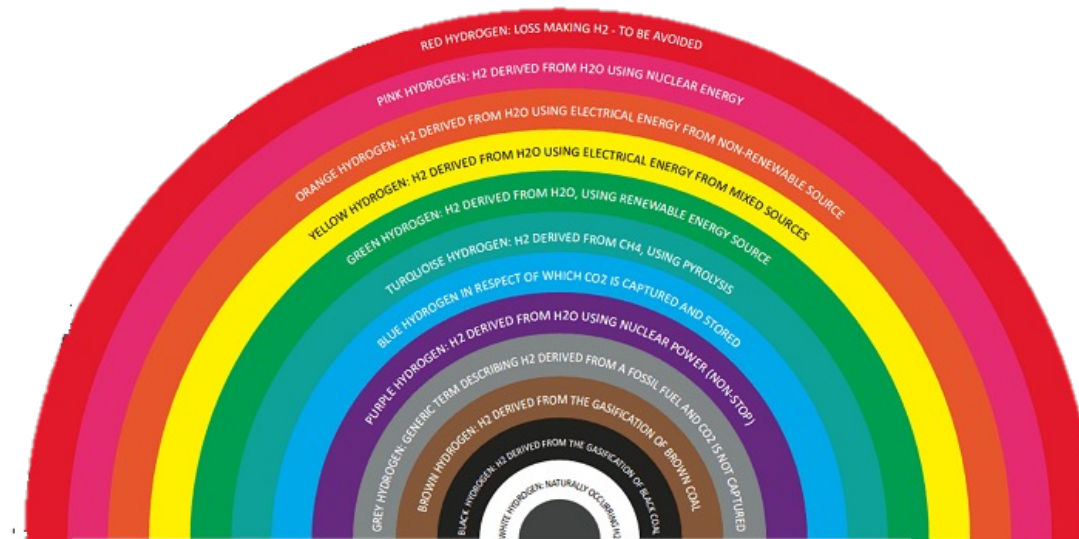 RED HYDROGEN: LOSS MAKING H2 - TO BE AVOIDED
PINK HYDROGEN: H2 DERIVED FROM H2O USING NUCLEAR ENERGY
ORANGE HYDROGEN: H2 DERIVED FROM H2O USING ELECTRICAL ENERGY FROM NON-RENEWABLE SOURCE
YELLOW HYDROGEN: H2 DERIVED FROM H2O USING ELECTRICAL ENERGY FROM MIXED SOURCES
GREEN HYDROGEN: H2 DERIVED FROM H2O, USING RENEWABLE ENERGY SOURCE
TURQUOISE HYDROGEN: H2 DERIVED FROM CH4, USING PYROLYSIS
BLUE HYDROGEN IN RESPECT OF WHICH CO2 IS CAPTURED AND STORED
PURPLE HYDROGEN: H2 DERIVED FROM H2O USING NUCLEAR POWER (NON-STOP)
GREY HYDROGEN: GENERIC TERM DESCRIBING H2 DERIVED FROM A FOSSIL FUEL AND CO2 IS NOT CAPTURED
BROWN HYDROGEN: H2 DERIVED FROM THE GASIFICATION OF BROWN COAL
BLACK HYDROGEN: H2 DERIVED FROM THE GASIFICATION OF BLACK COAL
WHITE HYDROGEN: NATURALLY OCCURRING H2